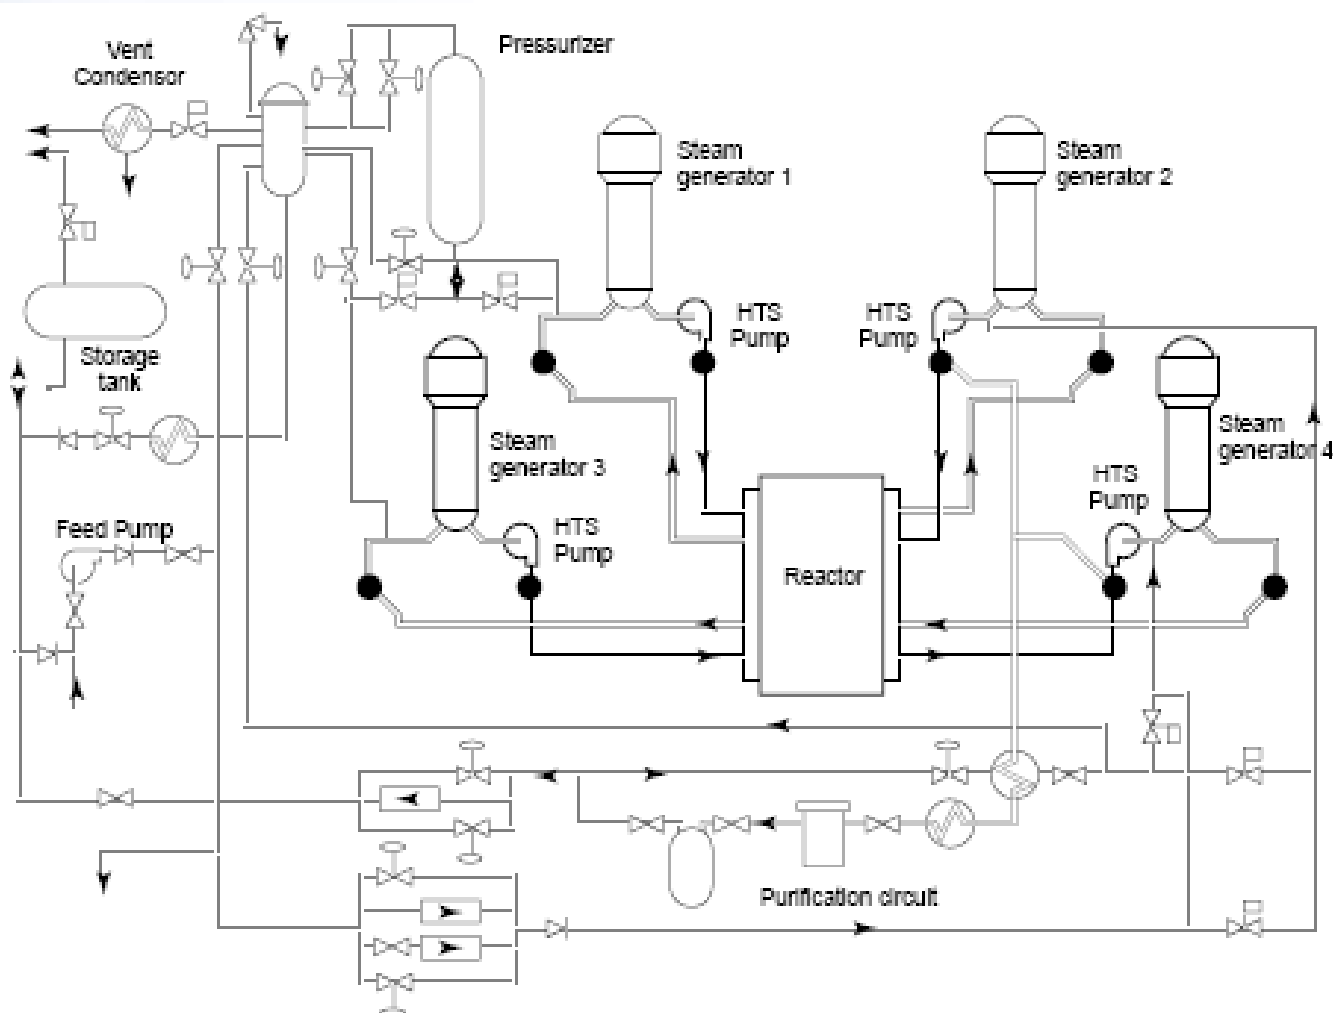 Pressurizer
Vent
Condensor
Steam
generator 1
Steam
generator 2
HTS
Pump
HTS
Pump
Storage
tank
Steam
generator 3
Steam
generator 4
HTS
Pump
Feed Pump
HTS
Pump
Reactor
Purification circuit